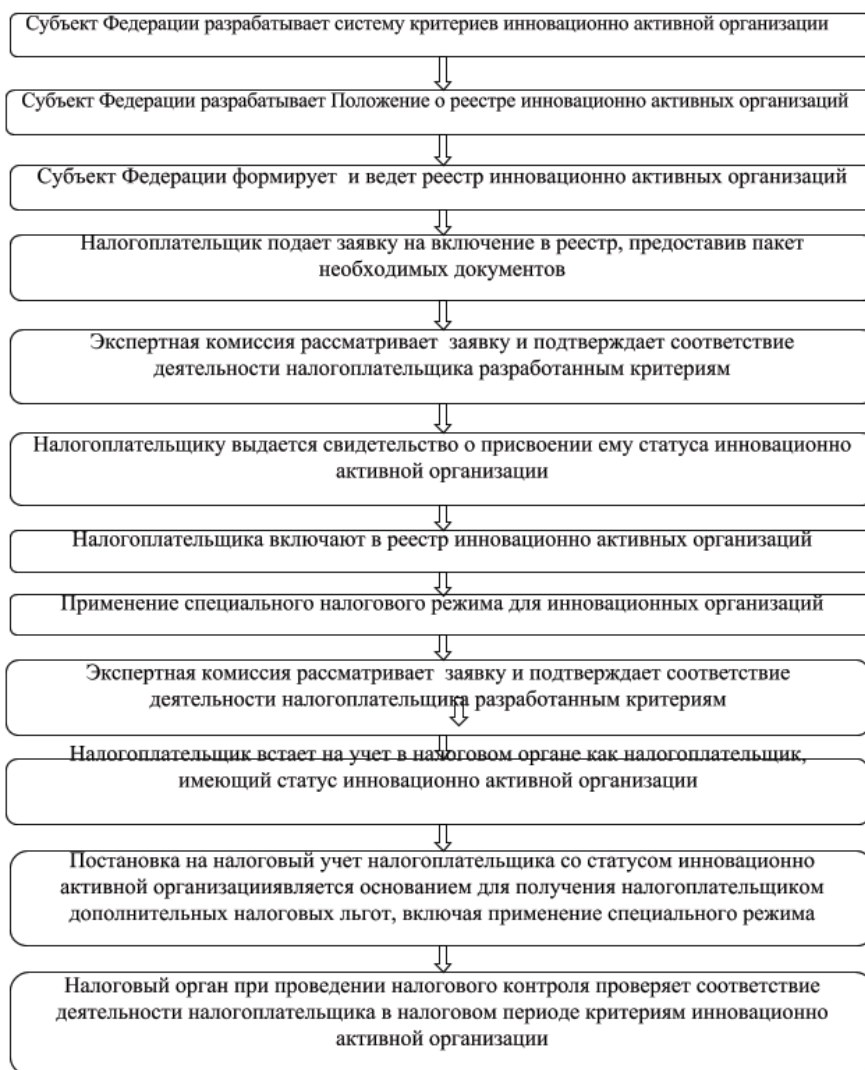 Субъект Федерации разрабатывает систему критериев инновационно активной организации
Субъект Федерации разрабатывает Положение о реестре инновационно активных организаций
Субъект Федерации формирует и ведет реестр инновационно активных организаций
Налогоплательщик подает заявку на включение в реестр, предоставив пакет
необходимых документов
Экспертная комиссия рассматривает заявку и подтверждает соответствие
деятельности налогоплательщика разработанным критериям
Налогоплательщику выдается свидетельство о присвоении ему статуса инновационно
активной организации
Налогоплательщика включают в реестр инновационно активных организаций
Применение специального налогового режима для инновационных организаций
Экспертная комиссия рассматривает заявку и подтверждает соответствие
деятельности налогоплательщика разработанным критериям
Налогоплательщик встает на учет в налоговом органе как налогоплательщик,
имеющий статус инновационно активной организации
Постановка на налоговый учет налогоплательщика со статусом инновационно
активной организацииявляется основанием для получения налогоплательщиком
дополнительных налоговых льгот, включая применение специального режима
Налоговый орган при проведении налогового контроля проверяет соответствие
деятельности налогоплательщика в налоговом периоде критериям инновационно
активной организации